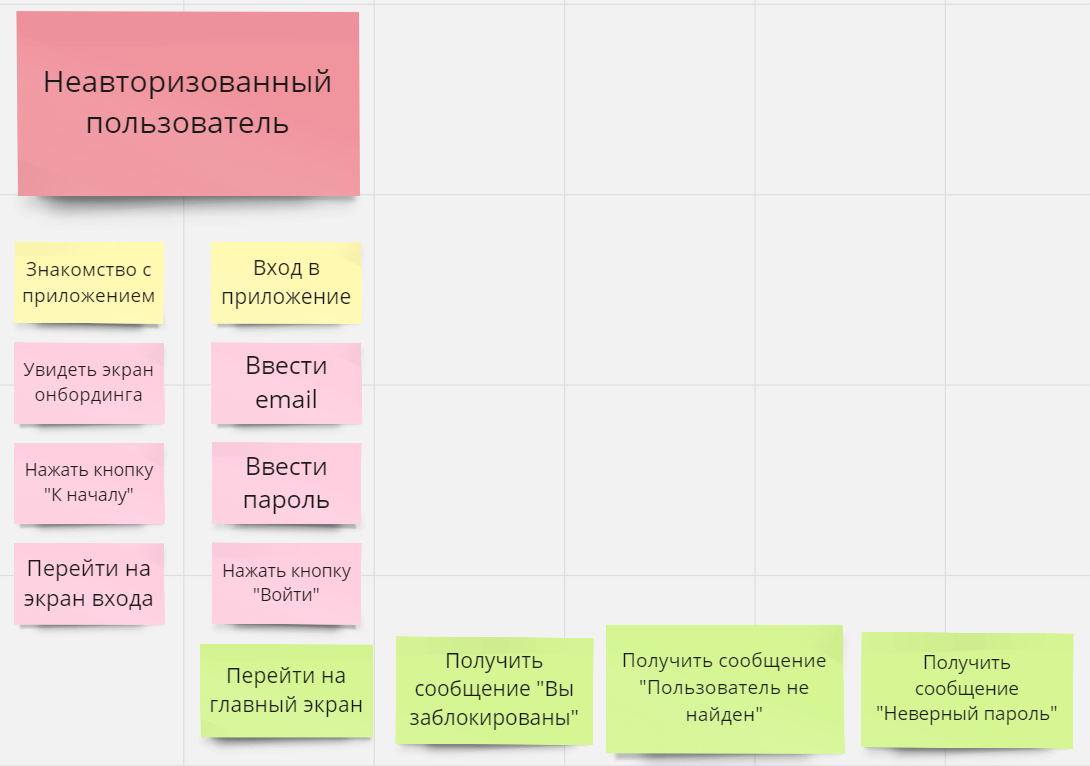 Неавторизованный
пользователь
Знакомство с
приложением
Вход в
приложение
Увидеть экран
онбординга
Ввести
email
Нажать кнопку
"К началу"
Ввести
пароль
Перейти на
экран входа
Нажать кнопку
"Войти"
Перейти на
главный экран
Получить
сообщение "Вы
заблокированы"
Получить сообщение
"Пользователь не
найден"
Получить
сообщение
"Неверный пароль"